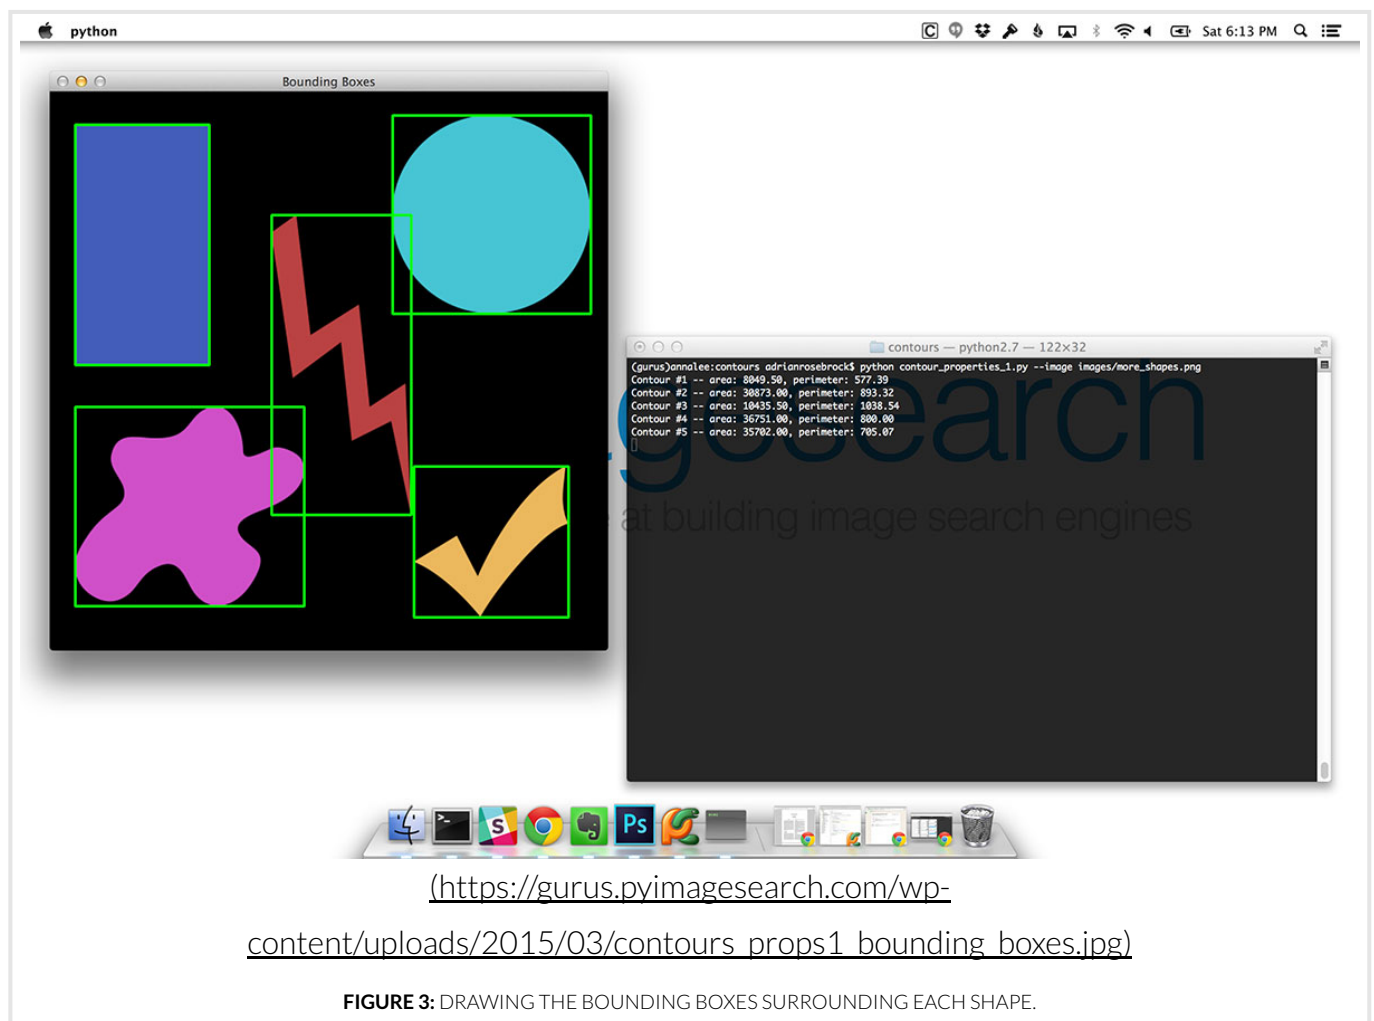 python
Sat 6:13 PM
Bounding Boxes
contours — python2.7 — 122×32
(gurus)annalee:contours adrianrosebrock$ python contour_properties_1.py --image images/more_shapes.png
Contour #1 -- area: 8049.50, perimeter: 577.39
Contour #2 -- area: 30873.00, perimeter: 893.32
Contour #3 -- area: 10435.50, perimeter: 1038.54
Contour #4 -- area: 36751.00, perimeter: 800.00
Contour #5 -- area: 35702.00, perimeter: 705.07
agesearch
at building image search engines
Ps
(https://gurus.pyimagesearch.com/wp-
content/uploads/2015/03/contours_props1_bounding_boxes.jpg)
FIGURE 3: DRAWING THE BOUNDING BOXES SURROUNDING EACH SHAPE.